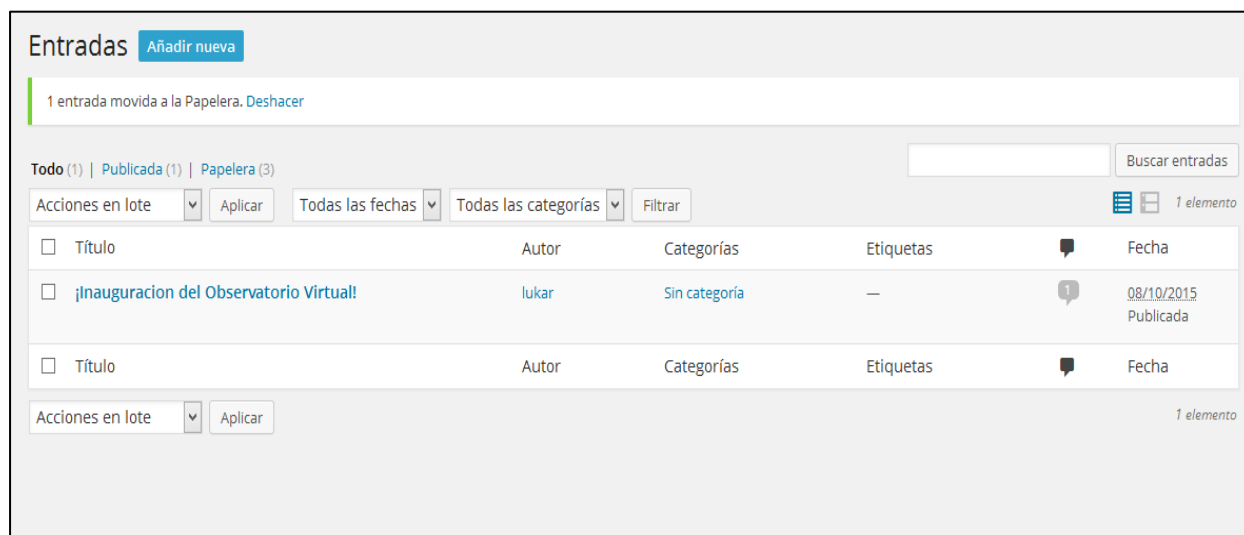 Entradas Añadir nueva
1 entrada movida a la Papelera. Deshacer
Buscar entradas
Todo (1) | Publicada (1) | Papelera (3)
Acciones en lote Aplicar Todas las fechas Todas las categorías Filtrar 1 elemento
Título Autor Categorías Etiquetas Fecha
¡Inauguracion del Observatorio Virtual! lukar Sin categoría — 1 08/10/2015
Publicada
Título Autor Categorías Etiquetas Fecha
Acciones en lote Aplicar 1 elemento